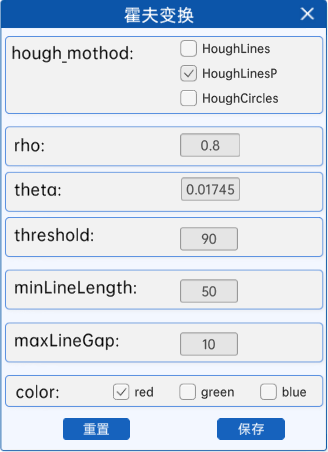 霍夫变换
hough_mothod:
HoughLines
HoughLinesP
HoughCircles
rho: 0.8
theta: 0.01745
threshold: 90
minLineLength: 50
maxLineGap: 10
color: red green blue
重置 保存